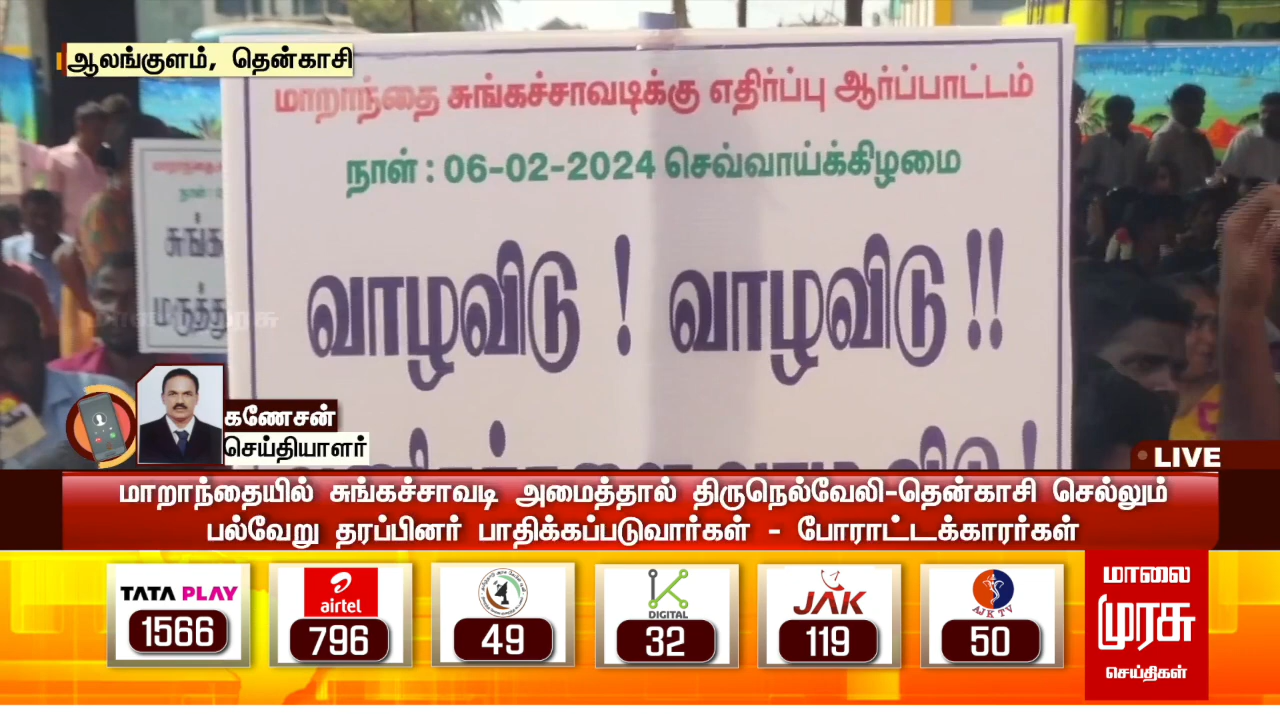 ஆலங்குளம், தென்காசி
மாறாந்தை சுங்கச்சாவடிக்கு எதிர்ப்பு ஆர்ப்பாட்டம்
நாள் : 06-02-2024 செவ்வாய்க்கிழமை
வாழவிடு ! வாழவிடு !!
கணேசன்
செய்தியாளர்
LIVE
மாறாந்தையில் சுங்கச்சாவடி அமைத்தால் திருநெல்வேலி-தென்காசி செல்லும்
பல்வேறு தரப்பினர் பாதிக்கப்படுவார்கள் - போராட்டக்காரர்கள்
TATA PLAY
1566
airtel
796
49
DIGITAL
32
JAK
119
AJK TV
50
மாலை
முரசு
செய்திகள்